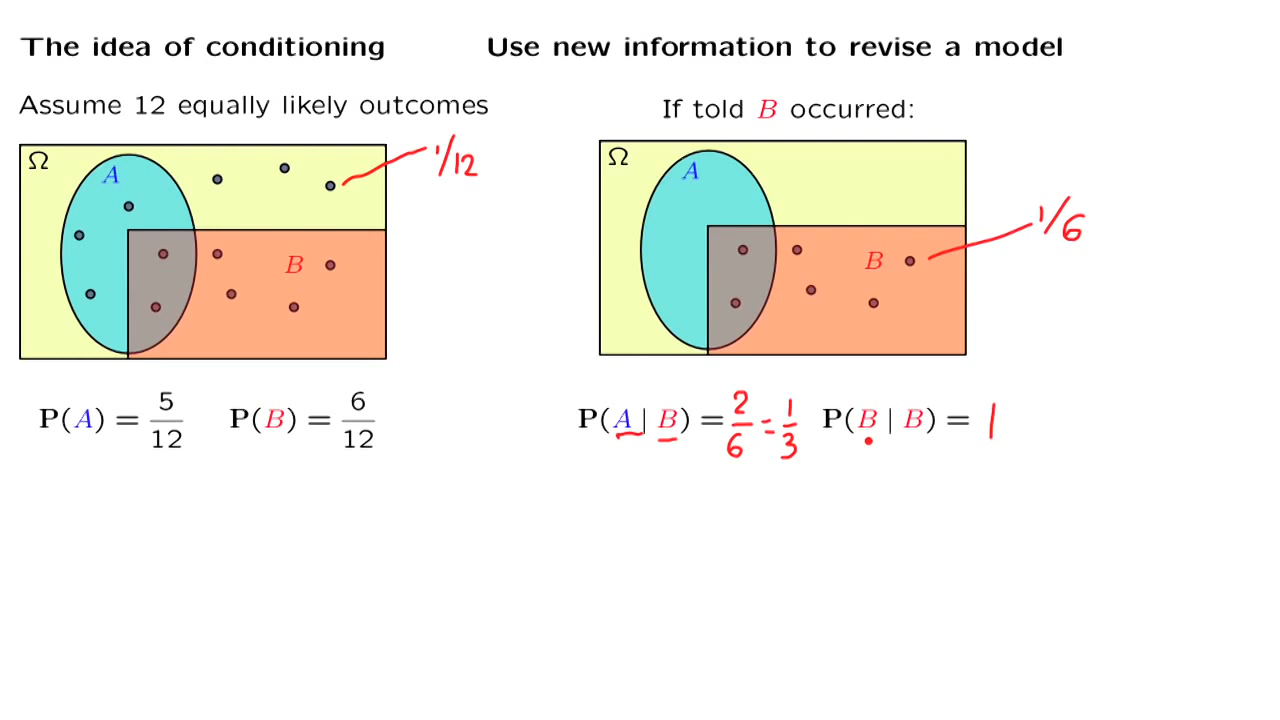 The idea of conditioning
Use new information to revise a model
Assume 12 equally likely outcomes
If told B occurred:
Ω
A
B
1/12
Ω
A
B
1/6
P(A) = 5/12 P(B) = 6/12
P(A | B) = 2/6 = 1/3 P(B | B) = 1